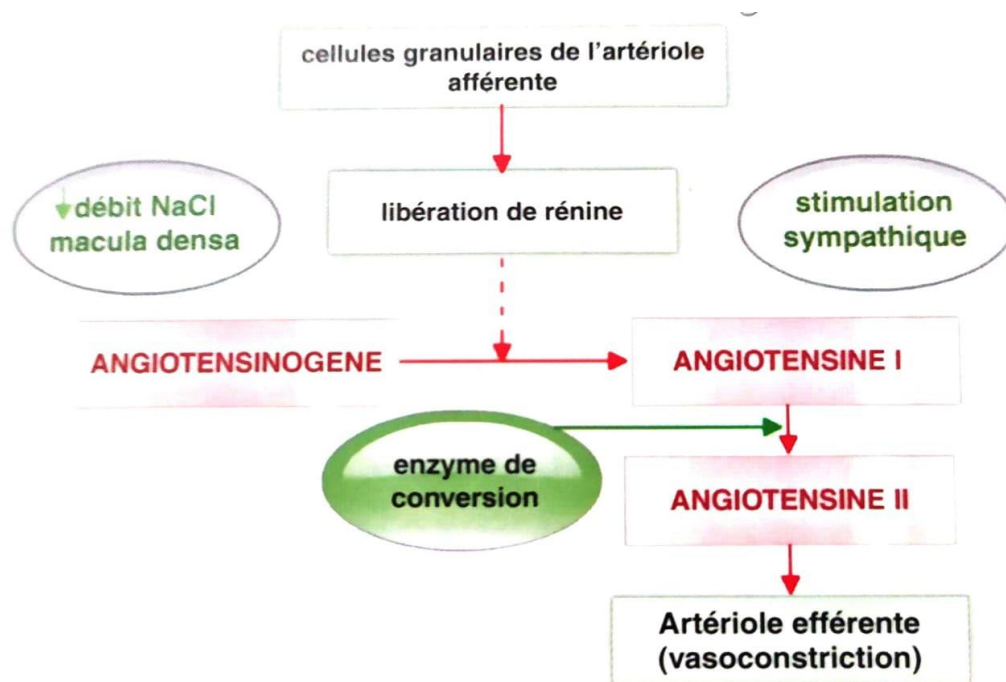 cellules granulaires de l'artériole
afférente
↓débit NaCl
macula densa
libération de rénine
stimulation
sympathique
ANGIOTENSINOGENE
ANGIOTENSINE I
enzyme de
conversion
ANGIOTENSINE II
Artériole efférente
(vasoconstriction)